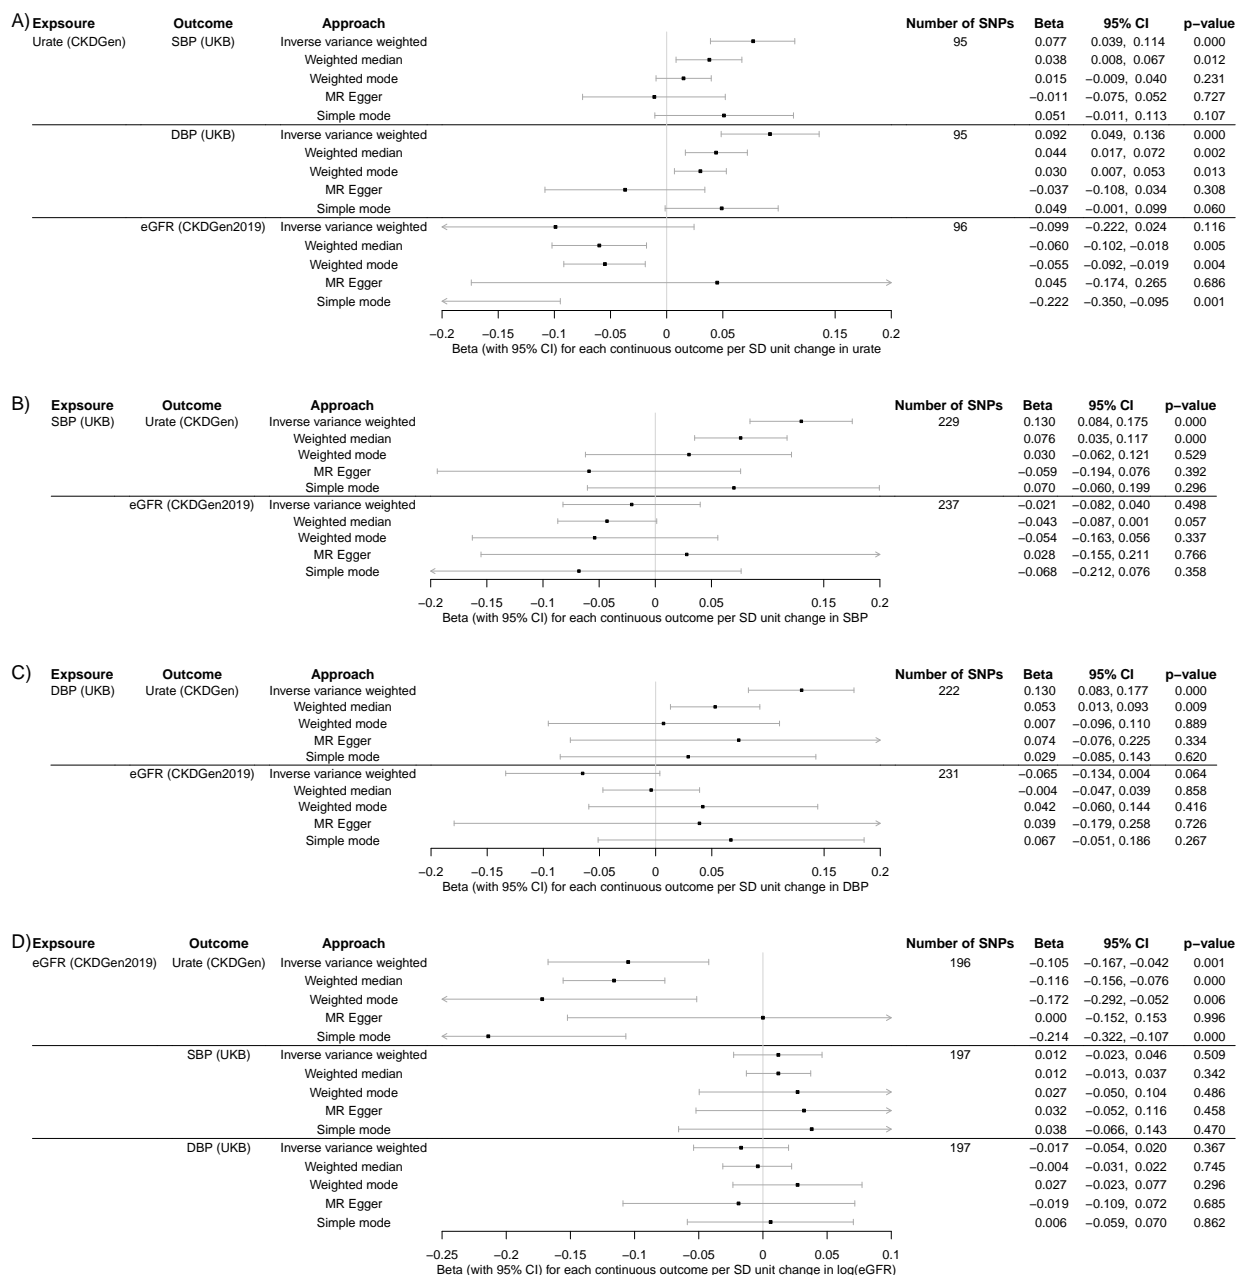 A) Expsoure Outcome Approach Number of SNPs Beta 95% CI p−value
Urate (CKDGen) SBP (UKB) Inverse variance weighted 95 0.077 0.039, 0.114 0.000
Weighted median 0.038 0.008, 0.067 0.012
Weighted mode 0.015 −0.009, 0.040 0.231
MR Egger −0.011 −0.075, 0.052 0.727
Simple mode 0.051 −0.011, 0.113 0.107
DBP (UKB) Inverse variance weighted 95 0.092 0.049, 0.136 0.000
Weighted median 0.044 0.017, 0.072 0.002
Weighted mode 0.030 0.007, 0.053 0.013
MR Egger −0.037 −0.108, 0.034 0.308
Simple mode 0.049 −0.001, 0.099 0.060
eGFR (CKDGen2019) Inverse variance weighted 96 −0.099 −0.222, 0.024 0.116
Weighted median −0.060 −0.102, −0.018 0.005
Weighted mode −0.055 −0.092, −0.019 0.004
MR Egger 0.045 −0.174, 0.265 0.686
Simple mode −0.222 −0.350, −0.095 0.001
−0.2 −0.15 −0.1 −0.05 0 0.05 0.15 0.2
Beta (with 95% CI) for each continuous outcome per SD unit change in urate
B) Expsoure Outcome Approach Number of SNPs Beta 95% CI p−value
SBP (UKB) Urate (CKDGen) Inverse variance weighted 229 0.130 0.084, 0.175 0.000
Weighted median 0.076 0.035, 0.117 0.000
Weighted mode 0.030 −0.062, 0.121 0.529
MR Egger −0.059 −0.194, 0.076 0.392
Simple mode 0.070 −0.060, 0.199 0.296
eGFR (CKDGen2019) Inverse variance weighted 237 −0.021 −0.082, 0.040 0.498
Weighted median −0.043 −0.087, 0.001 0.057
Weighted mode −0.054 −0.163, 0.056 0.337
MR Egger 0.028 −0.155, 0.211 0.766
Simple mode −0.068 −0.212, 0.076 0.358
−0.2 −0.15 −0.1 −0.05 0 0.05 0.15 0.2
Beta (with 95% CI) for each continuous outcome per SD unit change in SBP
C) Expsoure Outcome Approach Number of SNPs Beta 95% CI p−value
DBP (UKB) Urate (CKDGen) Inverse variance weighted 222 0.130 0.083, 0.177 0.000
Weighted median 0.053 0.013, 0.093 0.009
Weighted mode 0.007 −0.096, 0.110 0.889
MR Egger 0.074 −0.076, 0.225 0.334
Simple mode 0.029 −0.085, 0.143 0.620
eGFR (CKDGen2019) Inverse variance weighted 231 −0.065 −0.134, 0.004 0.064
Weighted median −0.004 −0.047, 0.039 0.858
Weighted mode 0.042 −0.060, 0.144 0.416
MR Egger 0.039 −0.179, 0.258 0.726
Simple mode 0.067 −0.051, 0.186 0.267
−0.2 −0.15 −0.1 −0.05 0 0.05 0.15 0.2
Beta (with 95% CI) for each continuous outcome per SD unit change in DBP
D) Expsoure Outcome Approach Number of SNPs Beta 95% CI p−value
eGFR (CKDGen2019) Urate (CKDGen) Inverse variance weighted 196 −0.105 −0.167, −0.042 0.001
Weighted median −0.116 −0.156, −0.076 0.000
Weighted mode −0.172 −0.292, −0.052 0.006
MR Egger 0.000 −0.152, 0.153 0.996
Simple mode −0.214 −0.322, −0.107 0.000
SBP (UKB) Inverse variance weighted 197 0.012 −0.023, 0.046 0.509
Weighted median 0.012 −0.013, 0.037 0.342
Weighted mode 0.027 −0.050, 0.104 0.486
MR Egger 0.032 −0.052, 0.116 0.458
Simple mode 0.038 −0.066, 0.143 0.470
DBP (UKB) Inverse variance weighted 197 −0.017 −0.054, 0.020 0.367
Weighted median −0.004 −0.031, 0.022 0.745
Weighted mode 0.027 −0.023, 0.077 0.296
MR Egger −0.019 −0.109, 0.072 0.685
Simple mode 0.006 −0.059, 0.070 0.862
−0.25 −0.2 −0.15 −0.1 −0.05 0 0.05 0.1
Beta (with 95% CI) for each continuous outcome per SD unit change in log(eGFR)